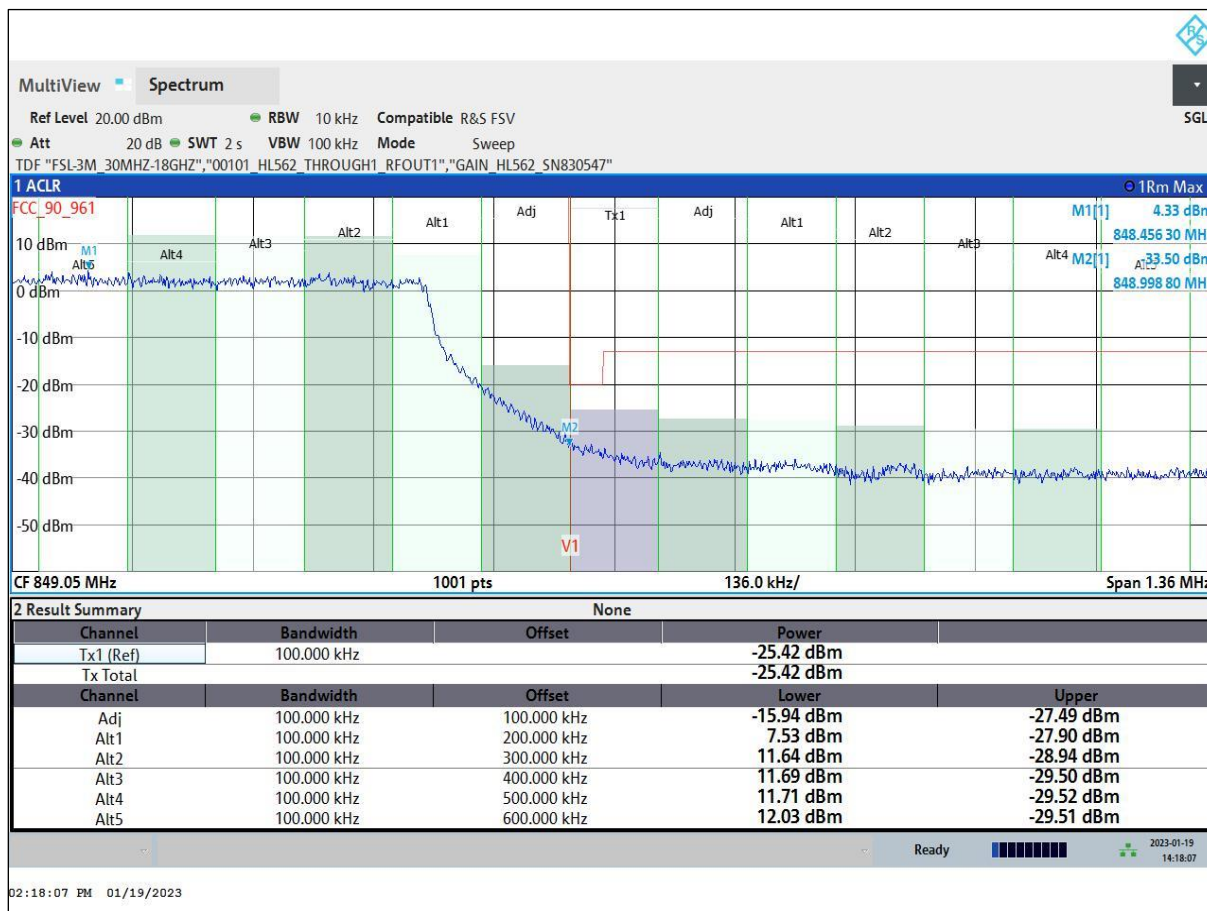 R
S
MultiView Spectrum
Ref Level 20.00 dBm RBW 10 kHz Compatible R&S FSV SGL
Att 20 dB SWT 2 s VBW 100 kHz Mode Sweep
TDF "FSL-3M_30MHZ-18GHZ","00101_HL562_THROUGH1_RFOUT1","GAIN_HL562_SN830547"
1 ACLR 1Rm Max
FCC_90_961 Alt1 Adj Tx1 Adj Alt1 M1[1] 4.33 dBm
Alt2 Alt2 848.456 30 MH
10 dBm M1 Alt4 Alt3 Alt3 Alt4 M2[1] -33.50 dBm
Alt5
848.998 80 MH
0 dBm
-10 dBm
-20 dBm
-30 dBm M2
-40 dBm
-50 dBm
V1
CF 849.05 MHz 1001 pts 136.0 kHz/ Span 1.36 MHz
2 Result Summary None
Channel Bandwidth Offset Power
Tx1 (Ref) 100.000 kHz -25.42 dBm
Tx Total -25.42 dBm
Channel Bandwidth Offset Lower Upper
Adj 100.000 kHz 100.000 kHz -15.94 dBm -27.49 dBm
Alt1 100.000 kHz 200.000 kHz 7.53 dBm -27.90 dBm
Alt2 100.000 kHz 300.000 kHz 11.64 dBm -28.94 dBm
Alt3 100.000 kHz 400.000 kHz 11.69 dBm -29.50 dBm
Alt4 100.000 kHz 500.000 kHz 11.71 dBm -29.52 dBm
Alt5 100.000 kHz 600.000 kHz 12.03 dBm -29.51 dBm
Ready 2023-01-19
14:18:07
02:18:07 PM 01/19/2023